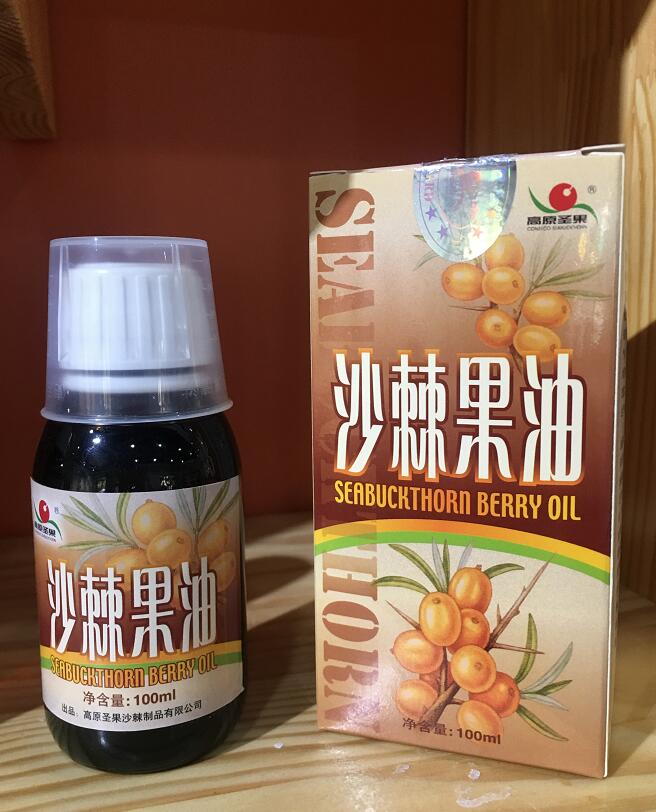 高原圣果
沙棘果油
SEABUCKTHORN BERRY OIL
净含量:100ml
出品:高原圣果沙棘制品有限公司
®
高原圣果
CONSECO SEABUCKTHORN
沙棘果油
SEABUCKTHORN BERRY OIL
净含量:100ml